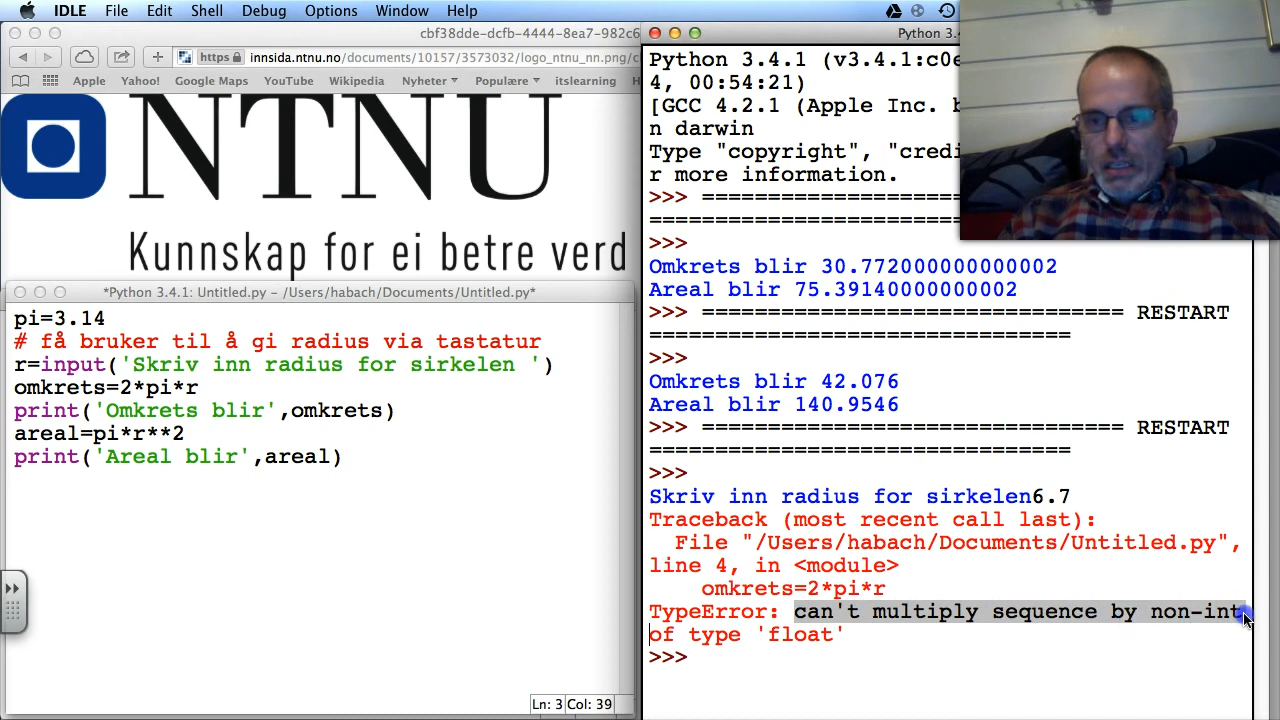 IDLE File Edit Shell Debug Options Window Help
cbf38dde-dcfb-4444-8ea7-982c6
https innsida.ntnu.no/documents/10157/3573032/logo_ntnu_nn.png/c
Apple Yahoo! Google Maps YouTube Wikipedia Nyheter Populære itslearning
NTNU
Kunnskap for ei betre verd
*Python 3.4.1: Untitled.py - /Users/habach/Documents/Untitled.py*
pi=3.14
# få bruker til å gi radius via tastatur
r=input('Skriv inn radius for sirkelen ')
omkrets=2*pi*r
print('Omkrets blir',omkrets)
areal=pi*r**2
print('Areal blir',areal)
Ln: 3 Col: 39
Python 3.4
Python 3.4.1 (v3.4.1:c0e
4, 00:54:21)
[GCC 4.2.1 (Apple Inc. b
n darwin
Type "copyright", "credi
r more information.
>>> ====================
========================
>>>
Omkrets blir 30.772000000000002
Areal blir 75.39140000000002
>>> ================================ RESTART
================================
>>>
Omkrets blir 42.076
Areal blir 140.9546
>>> ================================ RESTART
================================
>>>
Skriv inn radius for sirkelen6.7
Traceback (most recent call last):
File "/Users/habach/Documents/Untitled.py",
line 4, in <module>
omkrets=2*pi*r
TypeError: can't multiply sequence by non-int
of type 'float'
>>>